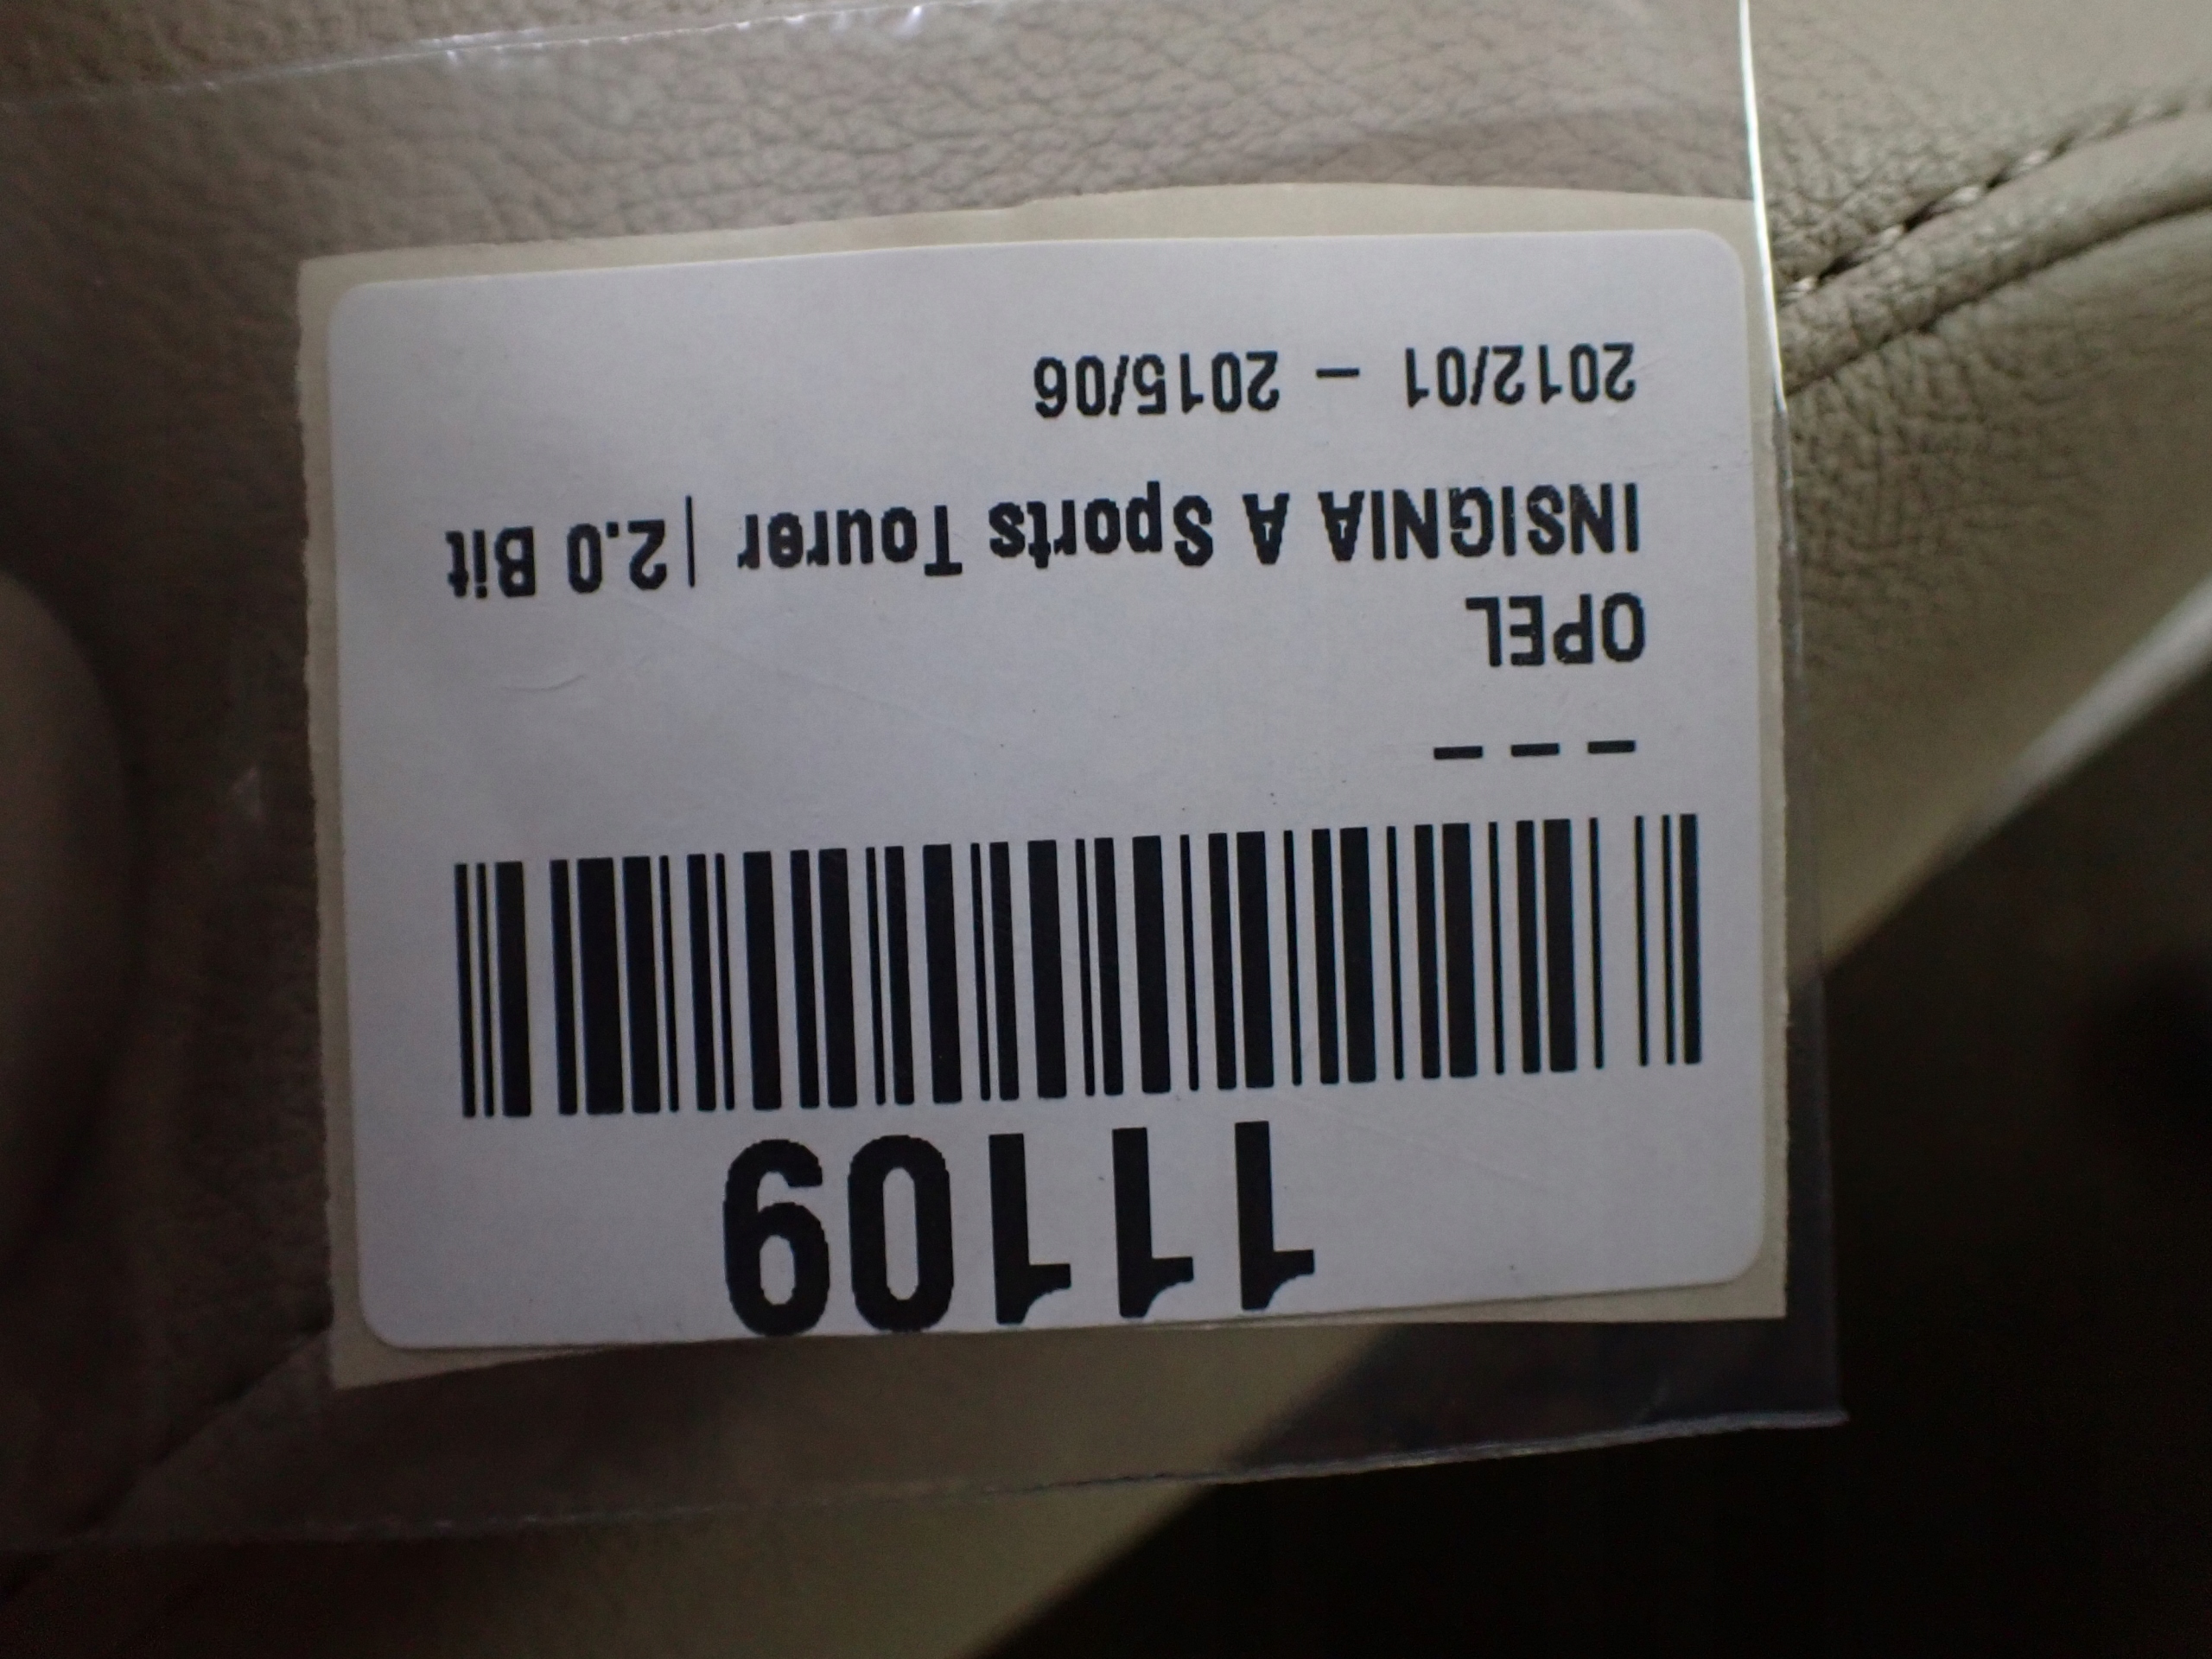 11109
- - -
OPEL
INSIGNIA A Sports Tourer | 2.0 Bit
2012/01 - 2015/06